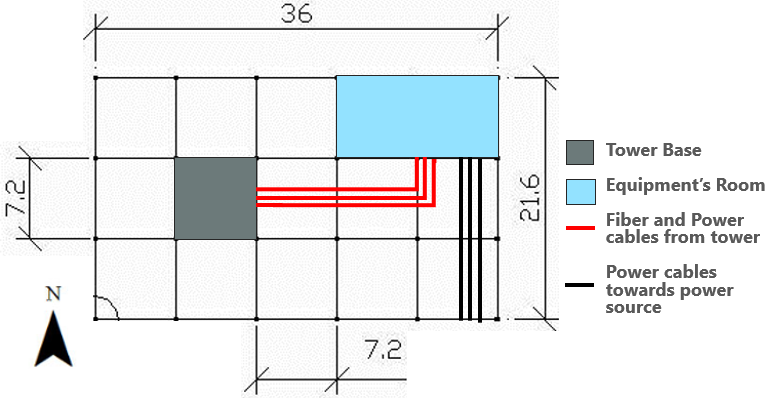 36
7.2
21.6
7.2
N
Tower Base
Equipment's Room
Fiber and Power
cables from tower
Power cables
towards power
source